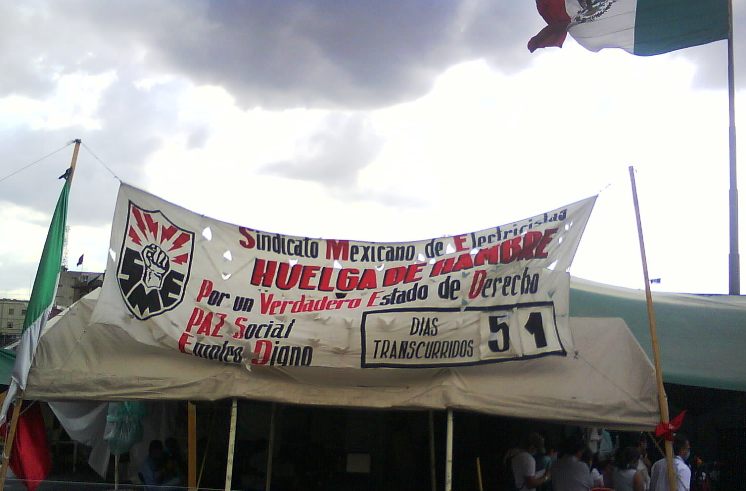 SME
Sindicato Mexicano de Electricistas
HUELGA DE HAMBRE
Por un Verdadero Estado de Derecho
PAZ Social
Empleo Digno
DIAS
TRANSCURRIDOS
51